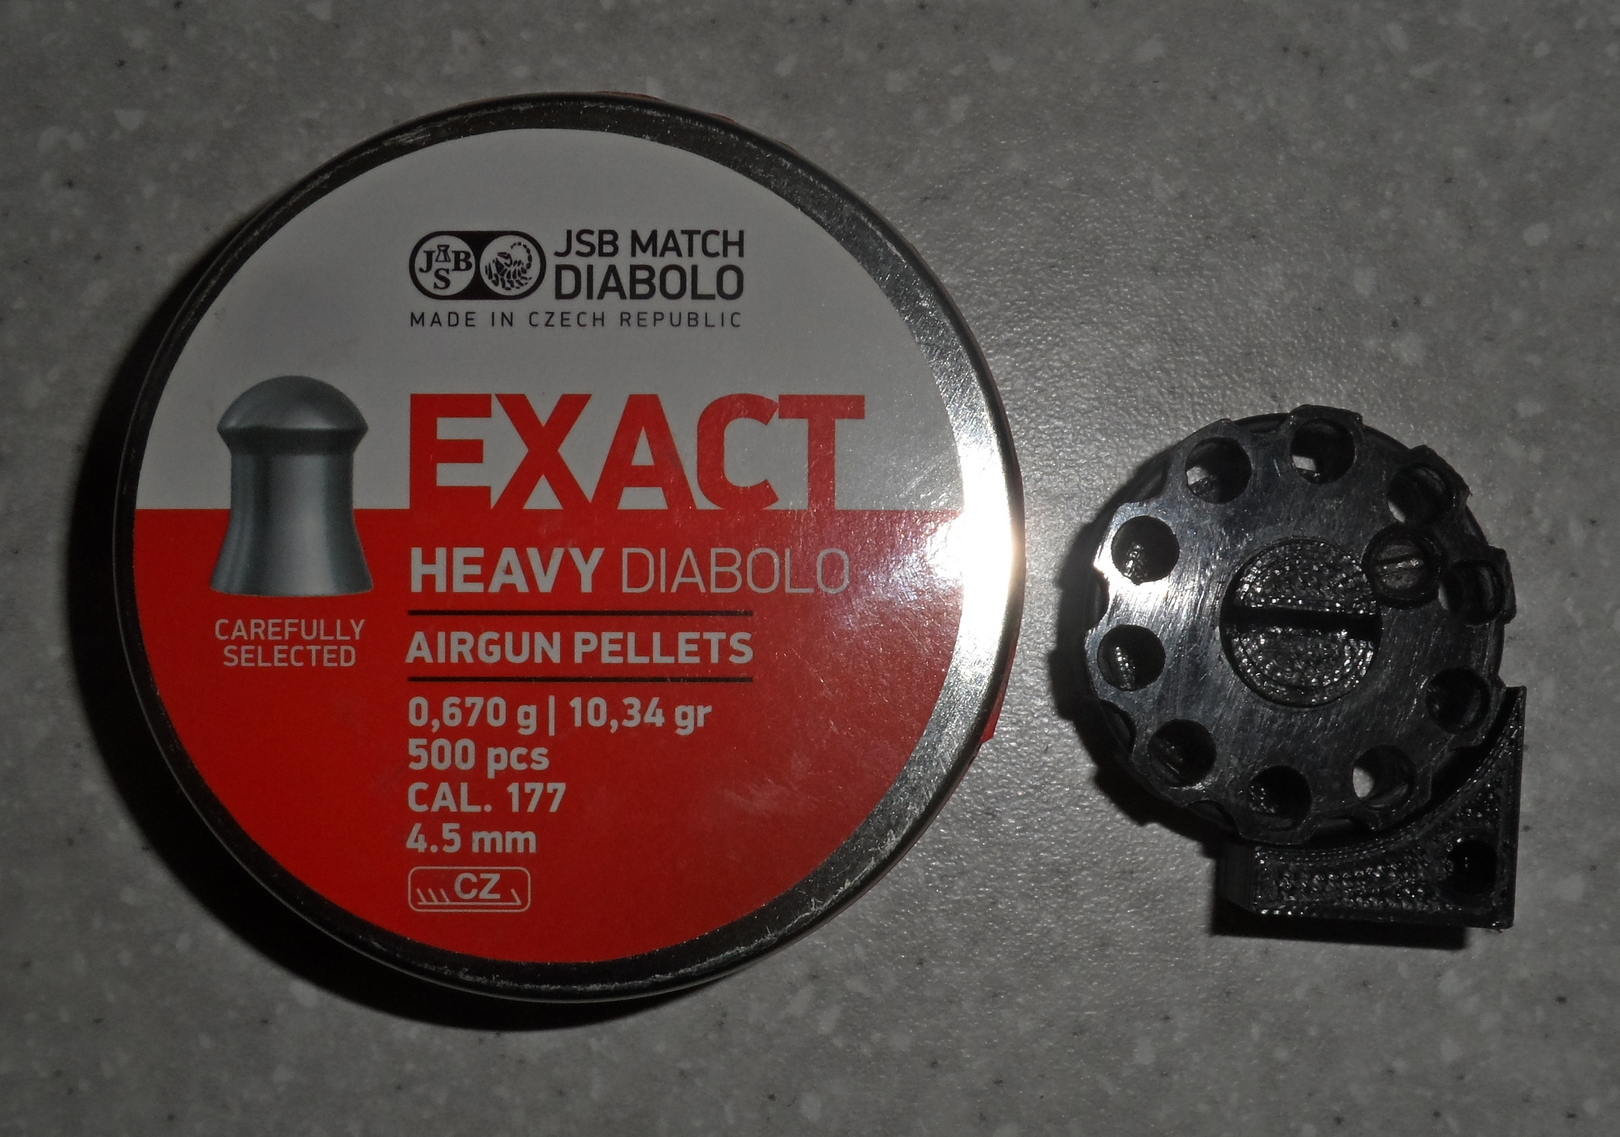 JSB
JSB MATCH
DIABOLO
MADE IN CZECH REPUBLIC
EXACT
HEAVY DIABOLO
CAREFULLY
SELECTED
AIRGUN PELLETS
0,670 g | 10,34 gr
500 pcs
CAL. 177
4.5 mm
CZ